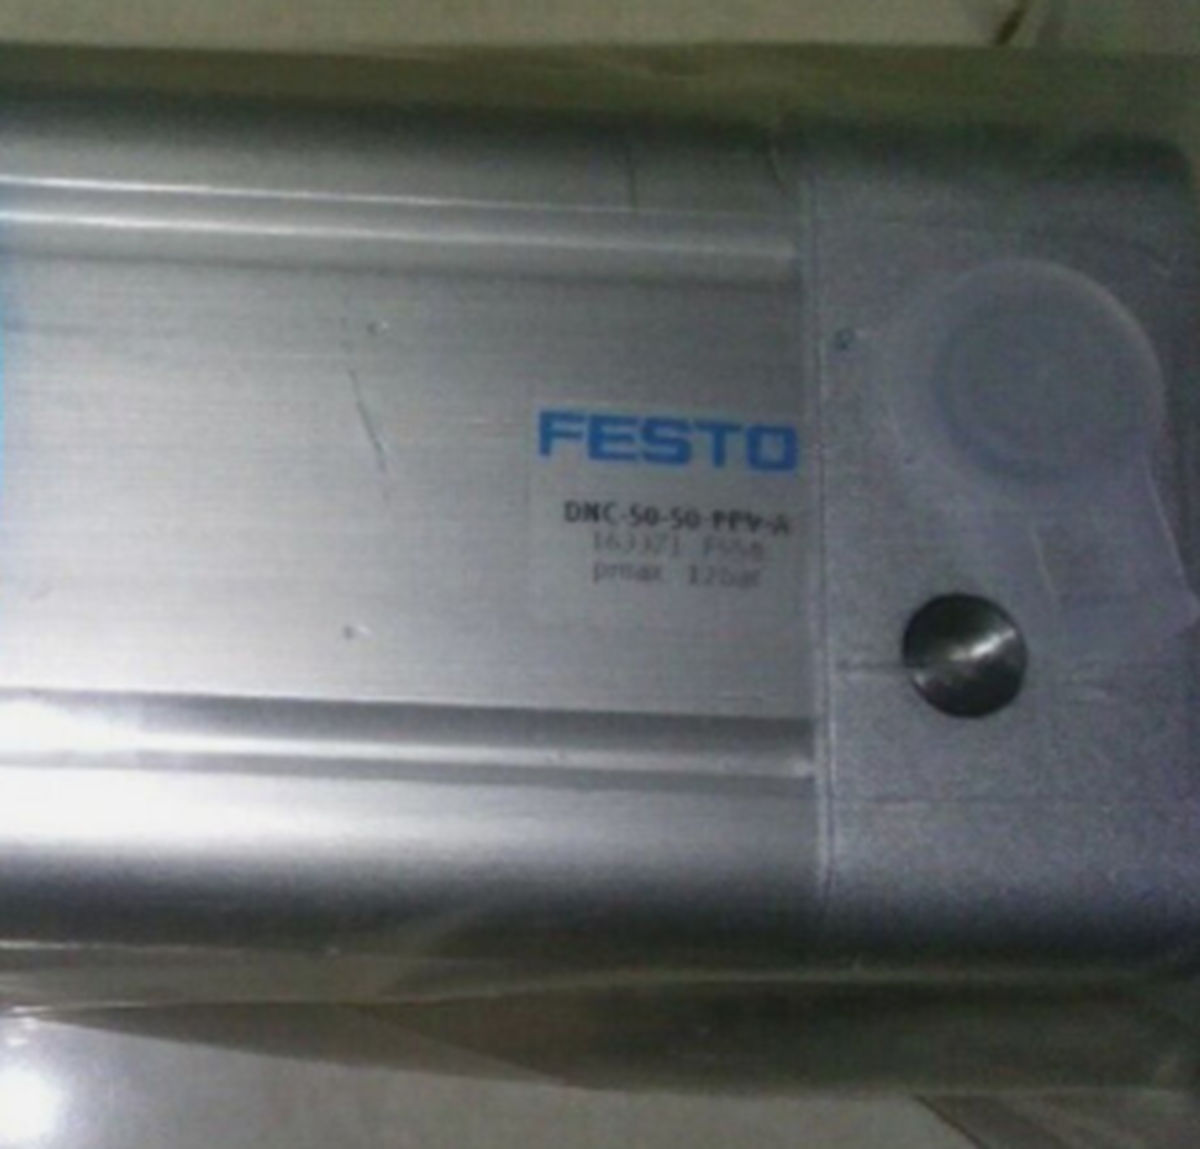 FESTO
DNC-50-50-PPV-A
163371
pmax 12bar